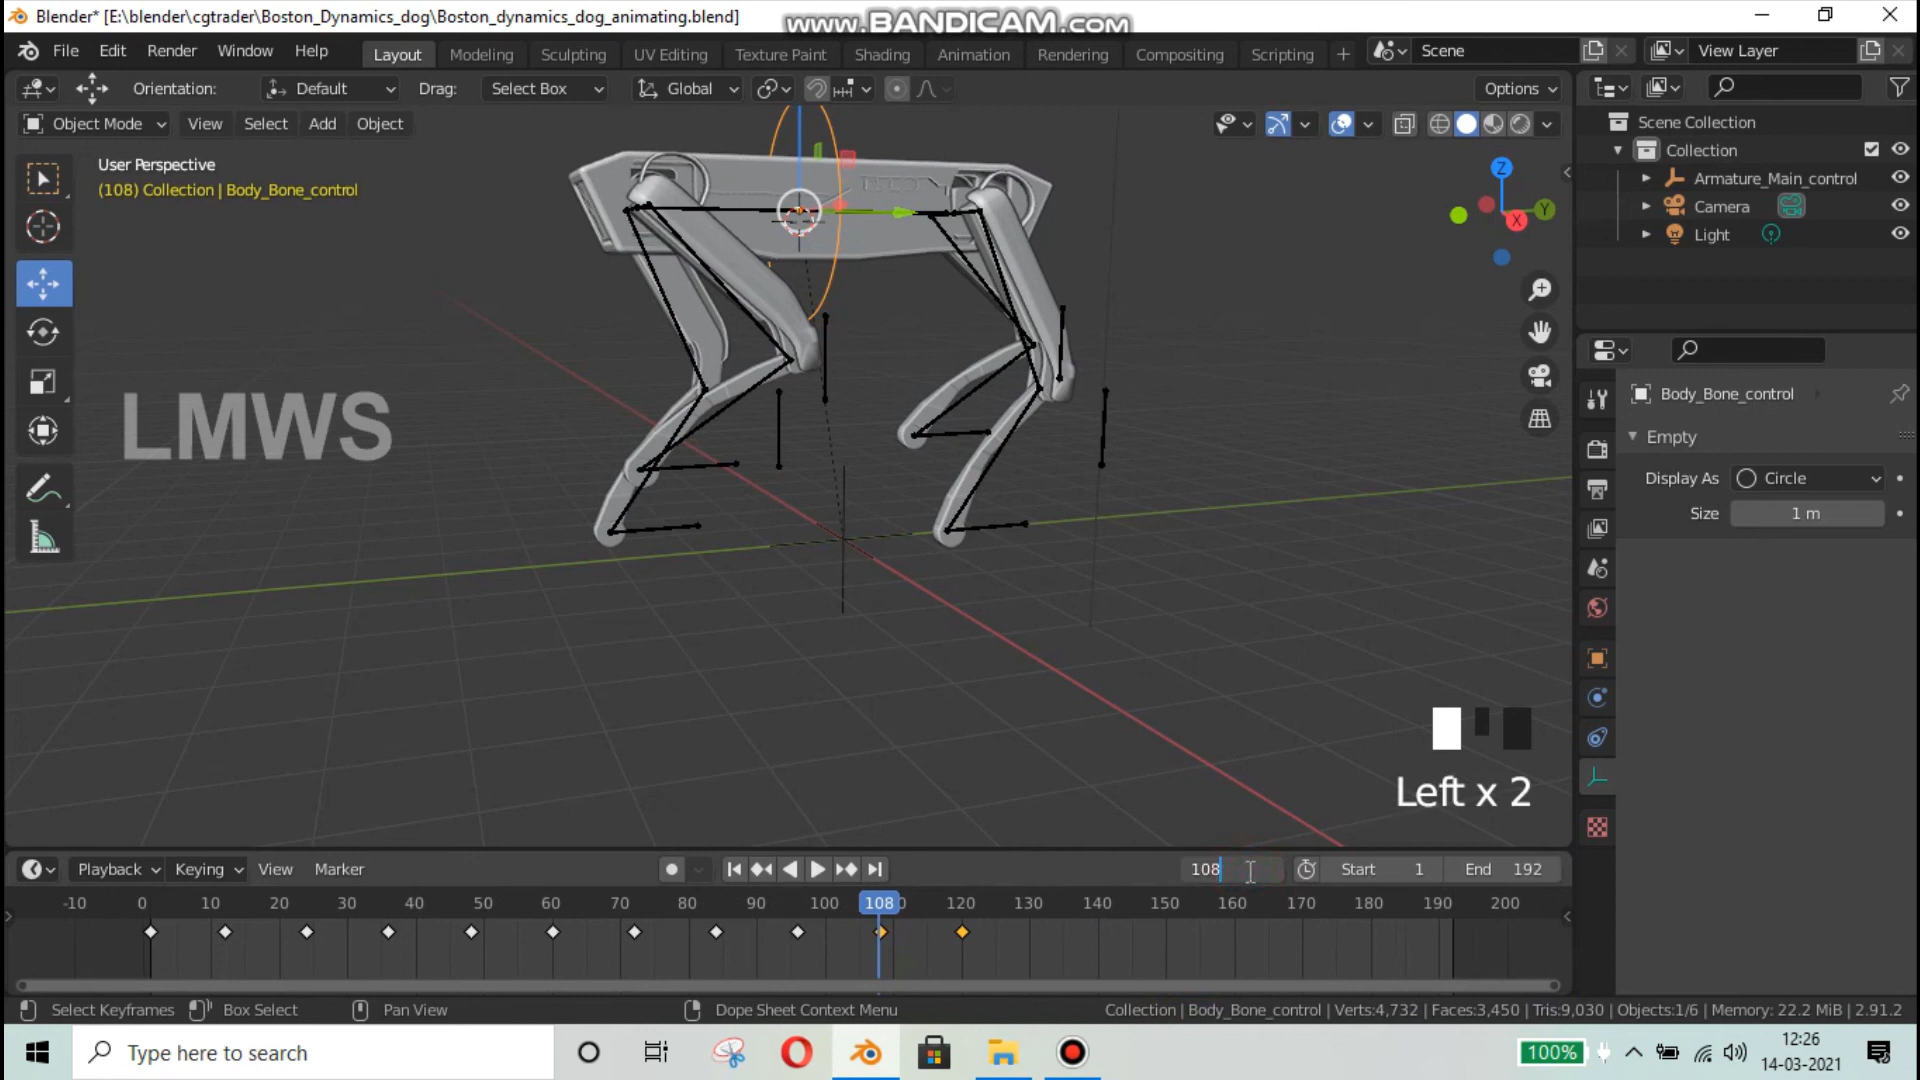 Blender* [E:\blender\cgtrader\Boston_Dynamics_dog\Boston_dynamics_dog_animating.blend]
www.BANDICAM.com
File Edit Render Window Help
Layout Modeling Sculpting UV Editing Texture Paint Shading Animation Rendering Compositing Scripting +
Scene
View Layer
Orientation: Default Drag: Select Box Global Options
Object Mode View Select Add Object
User Perspective
(108) Collection | Body_Bone_control
Scene Collection
Collection
Armature_Main_control
Camera
Light
Z
Y
X
Body_Bone_control
Empty
Display As Circle
Size 1 m
LMWS
Left x 2
Playback Keying View Marker 108 Start 1 End 192
-10 0 10 20 30 40 50 60 70 80 90 100 108 120 130 140 150 160 170 180 190 200
Select Keyframes Box Select Pan View Dope Sheet Context Menu Collection | Body_Bone_control | Verts:4,732 | Faces:3,450 | Tris:9,030 | Objects:1/6 | Memory: 22.2 MiB | 2.91.2
Type here to search
100%
12:26
14-03-2021